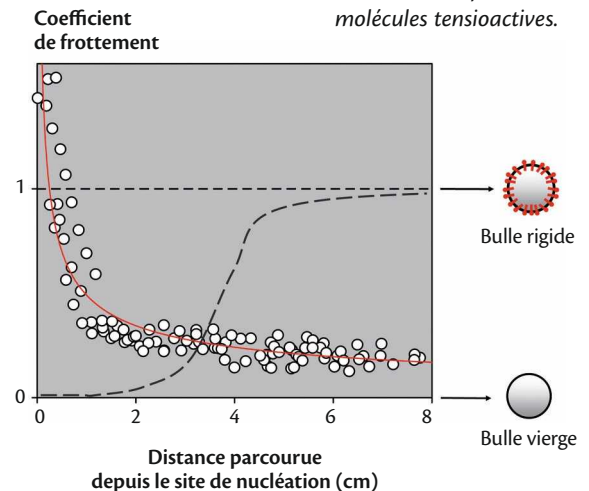 molécules tensioactives.
Coefficient
de frottement
1
0
0
2
4
6
8
Bulle rigide
Bulle vierge
Distance parcourue
depuis le site de nucléation (cm)